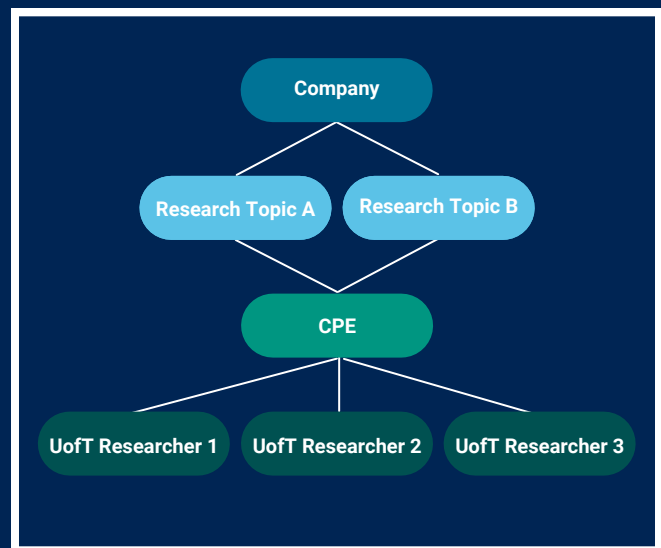 Company
Research Topic A
Research Topic B
CPE
UofT Researcher 1
UofT Researcher 2
UofT Researcher 3